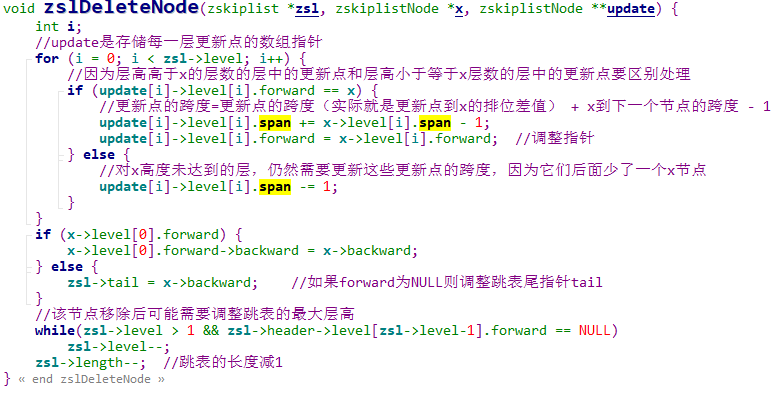 void zslDeleteNode(zskiplist *zsl, zskiplistNode *x, zskiplistNode **update) {
    int i;
    //update是存储每一层更新点的数组指针
    for (i = 0; i < zsl->level; i++) {
        //因为层高高于x的层数的层中的更新点和层高小于等于x层数的层中的更新点要区别处理
        if (update[i]->level[i].forward == x) {
            //更新点的跨度=更新点的跨度（实际就是更新点到x的排位差值） + x到下一个节点的跨度 - 1
            update[i]->level[i].span += x->level[i].span - 1;
            update[i]->level[i].forward = x->level[i].forward;  //调整指针
        } else {
            //对x高度未达到的层，仍然需要更新这些更新点的跨度，因为它们后面少了一个x节点
            update[i]->level[i].span -= 1;
        }
    }
    if (x->level[0].forward) {
        x->level[0].forward->backward = x->backward;
    } else {
        zsl->tail = x->backward;    //如果forward为NULL则调整跳表尾指针tail
    }
    //该节点移除后可能需要调整跳表的最大层高
    while(zsl->level > 1 && zsl->header->level[zsl->level-1].forward == NULL)
        zsl->level--;
    zsl->length--;  //跳表的长度减1
} « end zslDeleteNode »